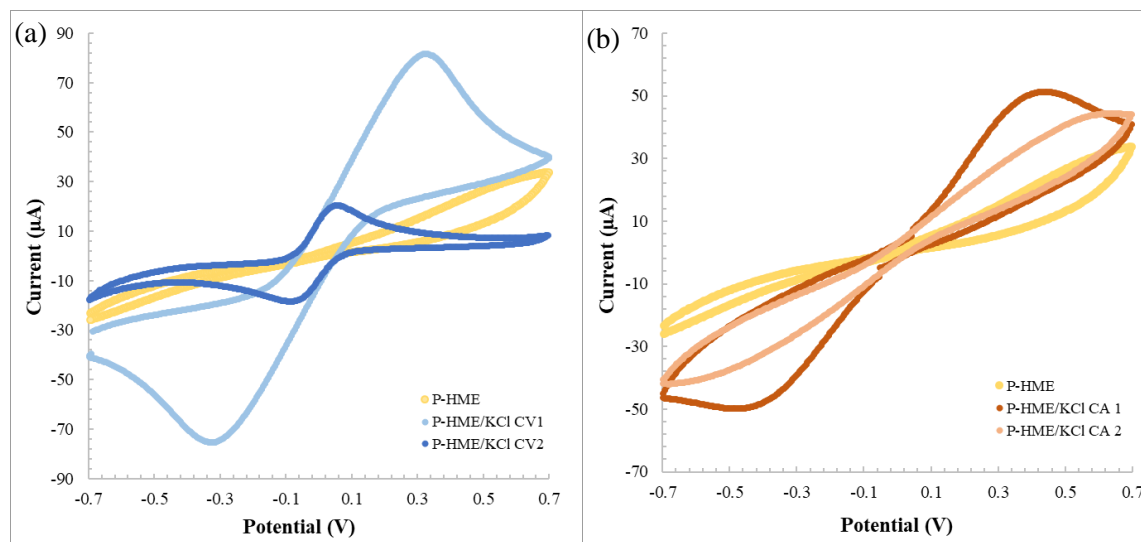 (a)
90
70
50
30
10
-10
-30
-50
-70
-90
Current (µA)
-0.7 -0.5 -0.3 -0.1 0.1 0.3 0.5 0.7
Potential (V)
P-HME
P-HME/KCl CV1
P-HME/KCl CV2
(b)
70
50
30
10
-10
-30
-50
-70
Current (µA)
-0.7 -0.5 -0.3 -0.1 0.1 0.3 0.5 0.7
Potential (V)
P-HME
P-HME/KCl CA 1
P-HME/KCl CA 2